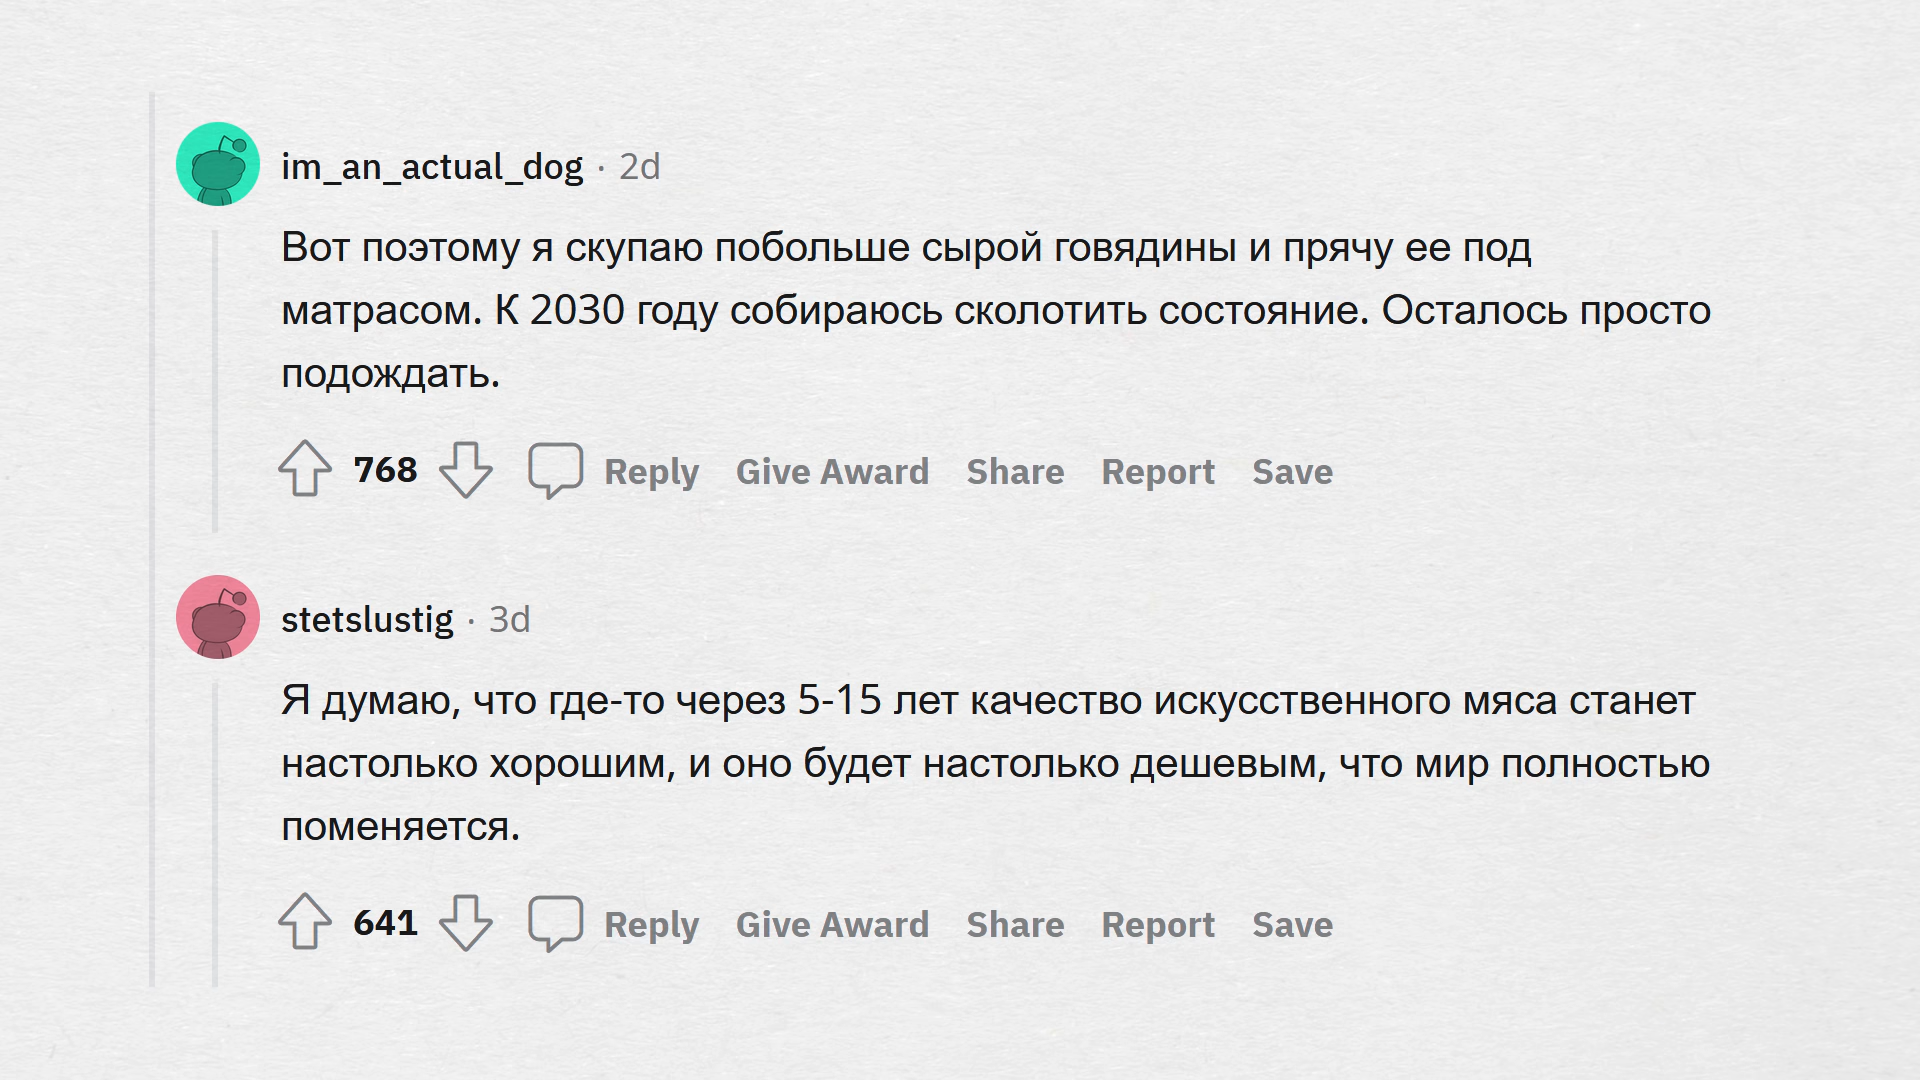 im_an_actual_dog · 2d
Вот поэтому я скупаю побольше сырой говядины и прячу ее под
матрасом. К 2030 году собираюсь сколотить состояние. Осталось просто
подождать.
768 Reply Give Award Share Report Save
stetslustig · 3d
Я думаю, что где-то через 5-15 лет качество искусственного мяса станет
настолько хорошим, и оно будет настолько дешевым, что мир полностью
поменяется.
641 Reply Give Award Share Report Save